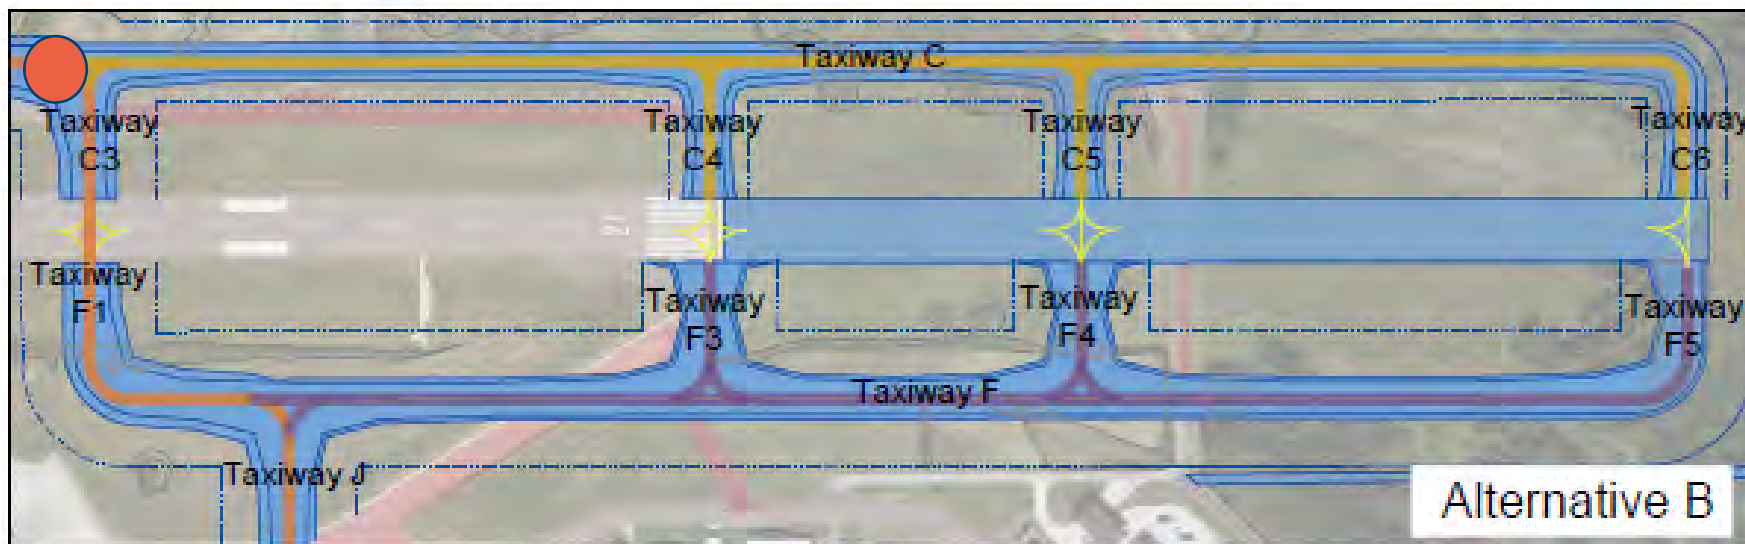 Taxiway C
Taxiway
C3
Taxiway
C4
Taxiway
C5
Taxiway
C6
Taxiway
F1
Taxiway
F3
Taxiway
F4
Taxiway
F5
Taxiway F
Taxiway J
Alternative B